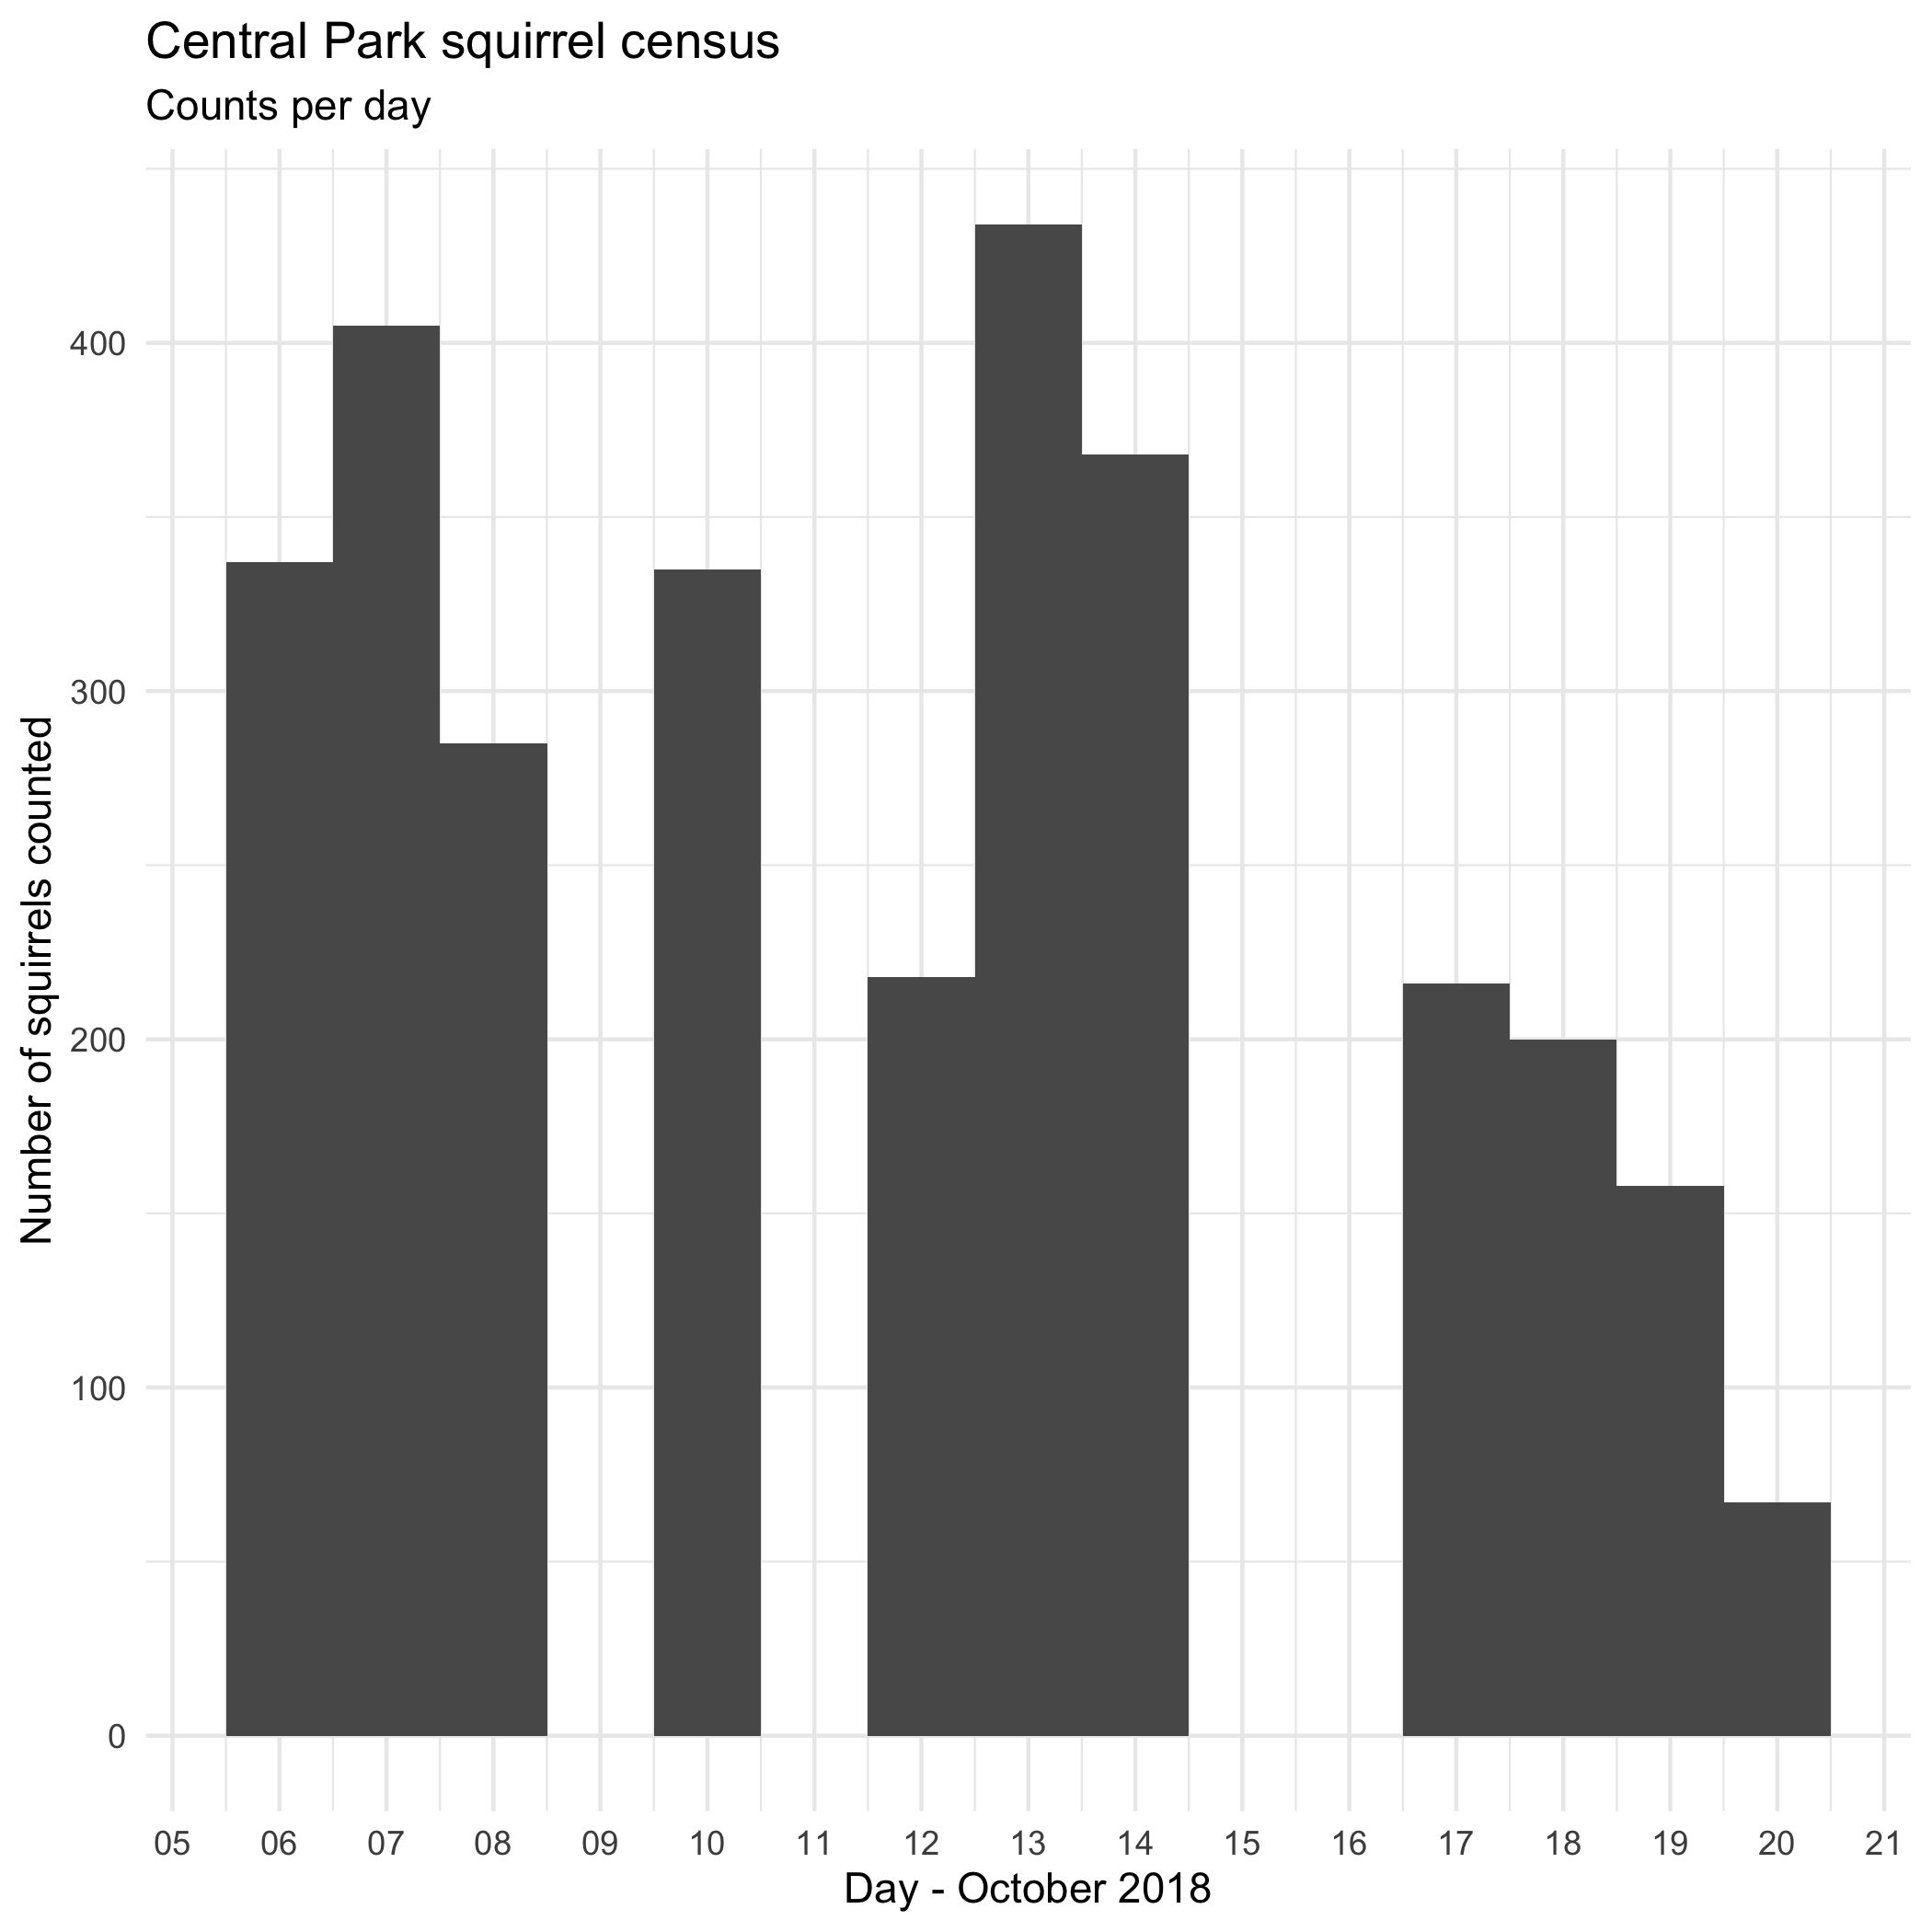 Central Park squirrel census
Counts per day
Number of squirrels counted
400
300
200
100
0
05 06 07 08 09 10 11 12 13 14 15 16 17 18 19 20 21
Day - October 2018